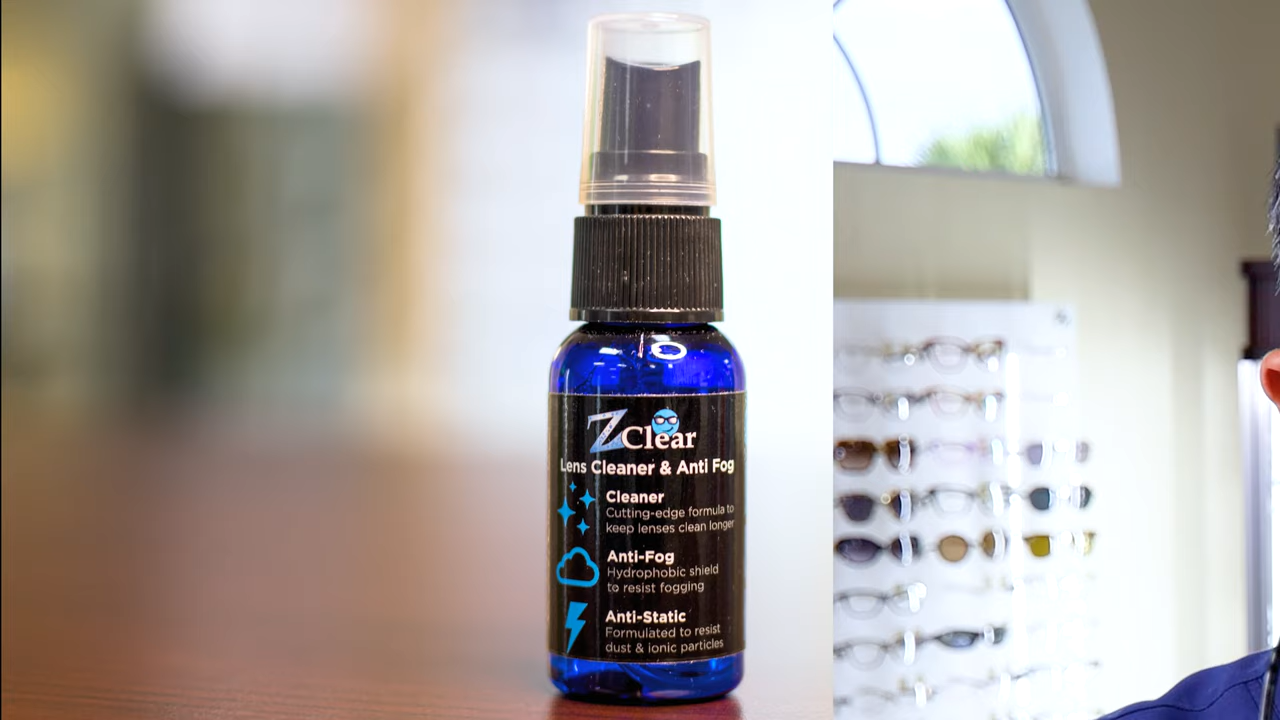 ZClear
Lens Cleaner & Anti Fog
Cleaner
Cutting-edge formula to
keep lenses clean longer
Anti-Fog
Hydrophobic shield
to resist fogging
Anti-Static
Formulated to resist
dust & ionic particles